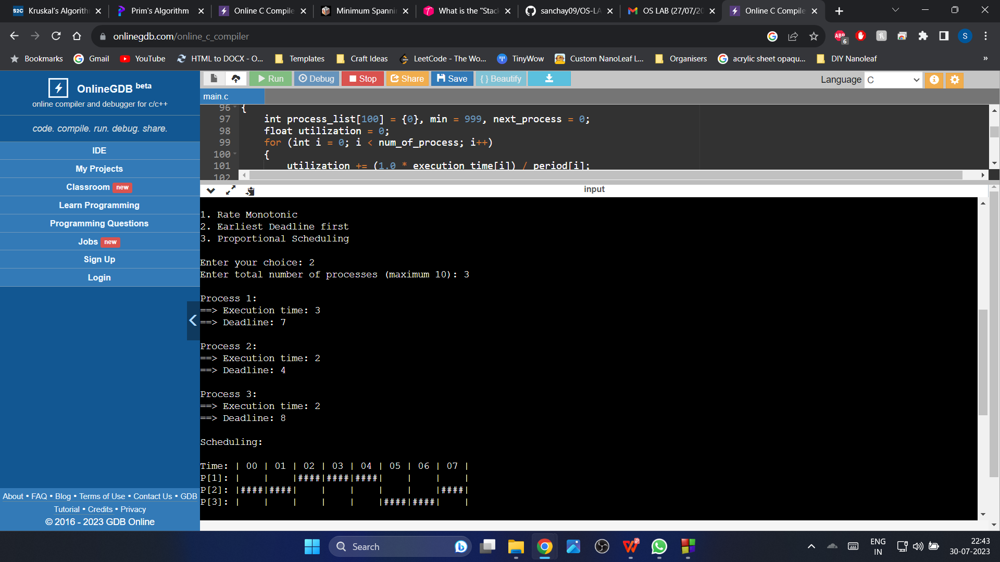 Kruskal's Algorith
Prim's Algorithm
Online C Compile
Minimum Spannin
What is the "Stack
sanchay09/OS-LA
OS LAB (27/07/20
Online C Compile
onlinegdb.com/online_c_compiler
Bookmarks
Gmail
YouTube
HTML to DOCX - O...
Templates
Craft Ideas
LeetCode - The Wo...
TinyWow
Custom NanoLeaf L...
Organisers
acrylic sheet opaqu...
DIY Nanoleaf
»
OnlineGDB beta
online compiler and debugger for c/c++
code. compile. run. debug. share.
IDE
My Projects
Classroom new
Learn Programming
Programming Questions
Jobs new
Sign Up
Login
About • FAQ • Blog • Terms of Use • Contact Us • GDB
Tutorial • Credits • Privacy
© 2016 - 2023 GDB Online
Run
Debug
Stop
Share
Save
{ } Beautify
Language C
main.c
96 {
97 int process_list[100] = {0}, min = 999, next_process = 0;
98 float utilization = 0;
99 for (int i = 0; i < num_of_process; i++)
100 {
101 utilization += (1.0 * execution_time[i]) / period[i];
102
input
1. Rate Monotonic
2. Earliest Deadline first
3. Proportional Scheduling
Enter your choice: 2
Enter total number of processes (maximum 10): 3
Process 1:
==> Execution time: 3
==> Deadline: 7
Process 2:
==> Execution time: 2
==> Deadline: 4
Process 3:
==> Execution time: 2
==> Deadline: 8
Scheduling:
Time: | 00 | 01 | 02 | 03 | 04 | 05 | 06 | 07 |
P[1]: |    |    |####|####|####|    |    |    |
P[2]: |####|####|    |    |    |    |    |####|
P[3]: |    |    |    |    |    |####|####|    |
Search
ENG
IN
22:43
30-07-2023